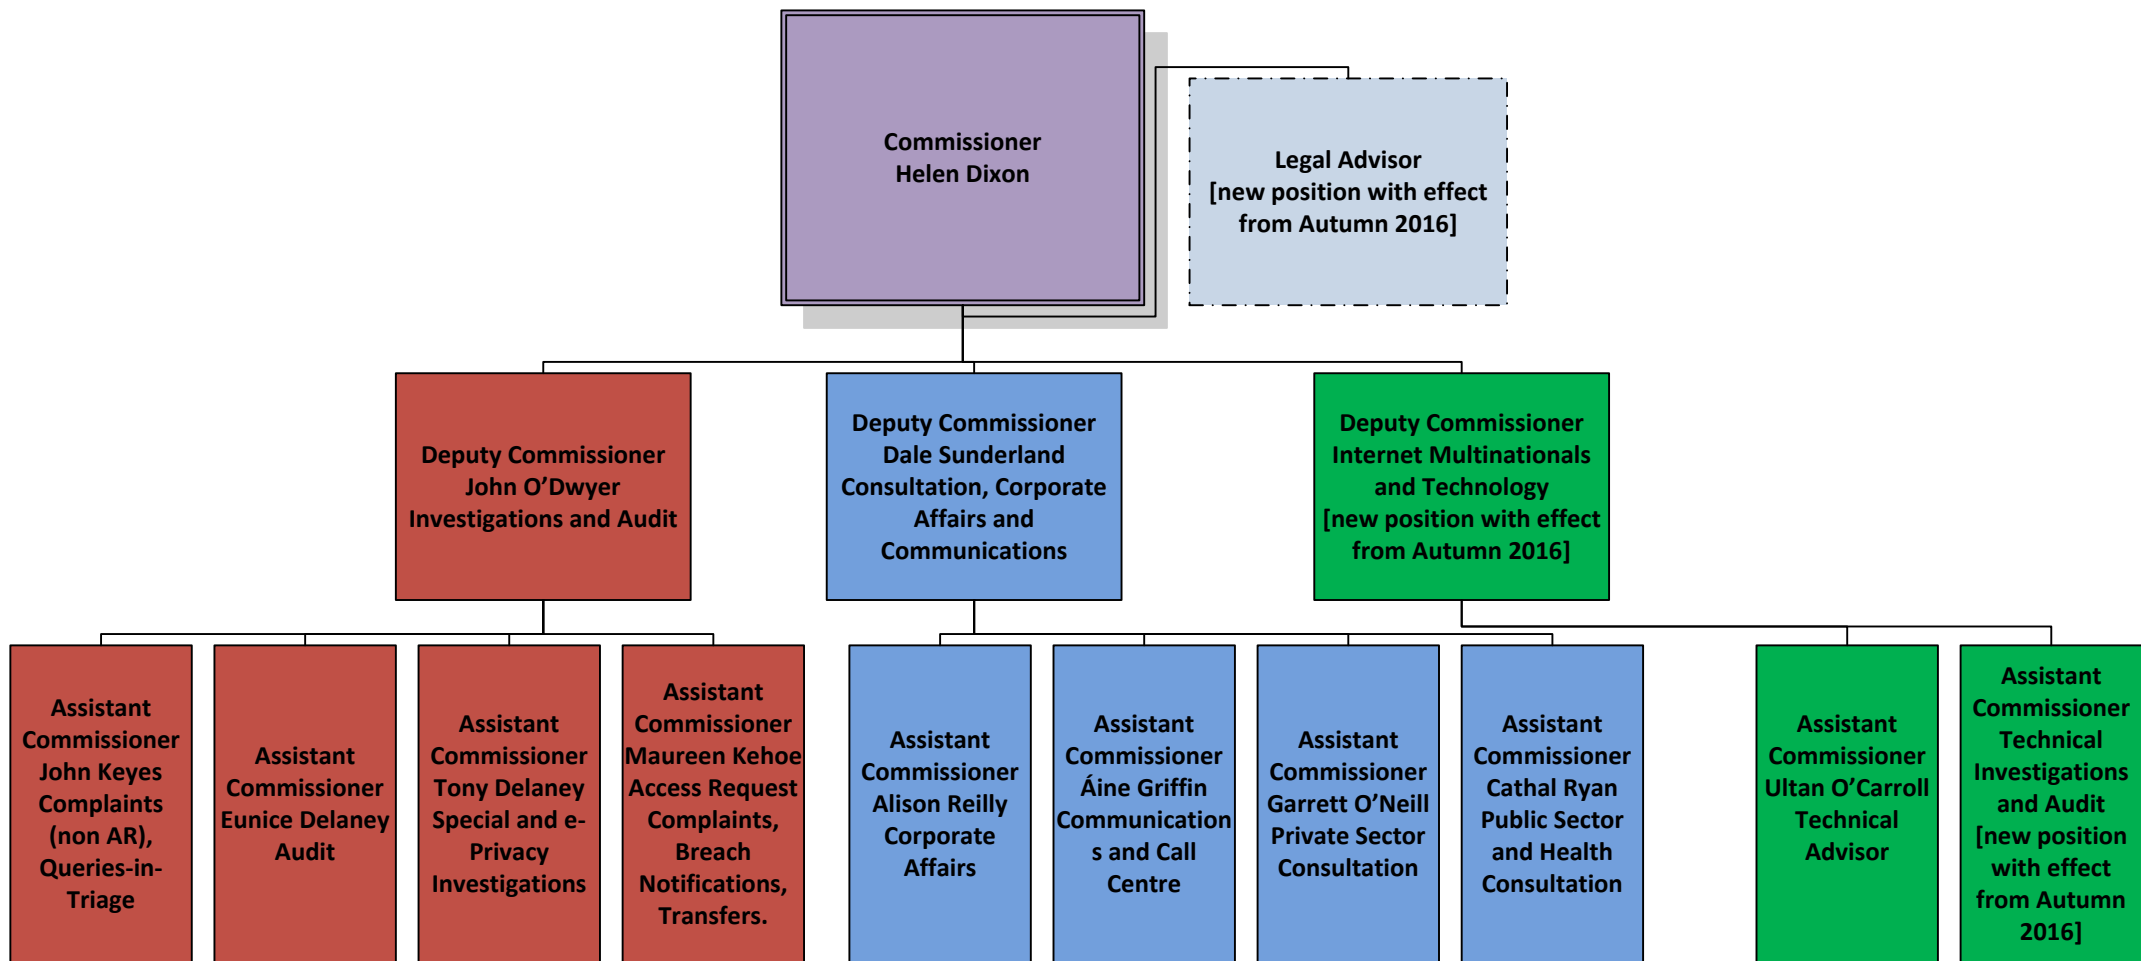 Commissioner
Helen Dixon
Legal Advisor
[new position with effect
from Autumn 2016]
Deputy Commissioner
John O’Dwyer
Investigations and Audit
Deputy Commissioner
Dale Sunderland
Consultation, Corporate
Affairs and
Communications
Deputy Commissioner
Internet Multinationals
and Technology
[new position with effect
from Autumn 2016]
Assistant
Commissioner
John Keyes
Complaints
(non AR),
Queries-in-
Triage
Assistant
Commissioner
Eunice Delaney
Audit
Assistant
Commissioner
Tony Delaney
Special and e-
Privacy
Investigations
Assistant
Commissioner
Maureen Kehoe
Access Request
Complaints,
Breach
Notifications,
Transfers.
Assistant
Commissioner
Alison Reilly
Corporate
Affairs
Assistant
Commissioner
Áine Griffin
Communication
s and Call
Centre
Assistant
Commissioner
Garrett O’Neill
Private Sector
Consultation
Assistant
Commissioner
Cathal Ryan
Public Sector
and Health
Consultation
Assistant
Commissioner
Ultan O’Carroll
Technical
Advisor
Assistant
Commissioner
Technical
Investigations
and Audit
[new position
with effect
from Autumn
2016]